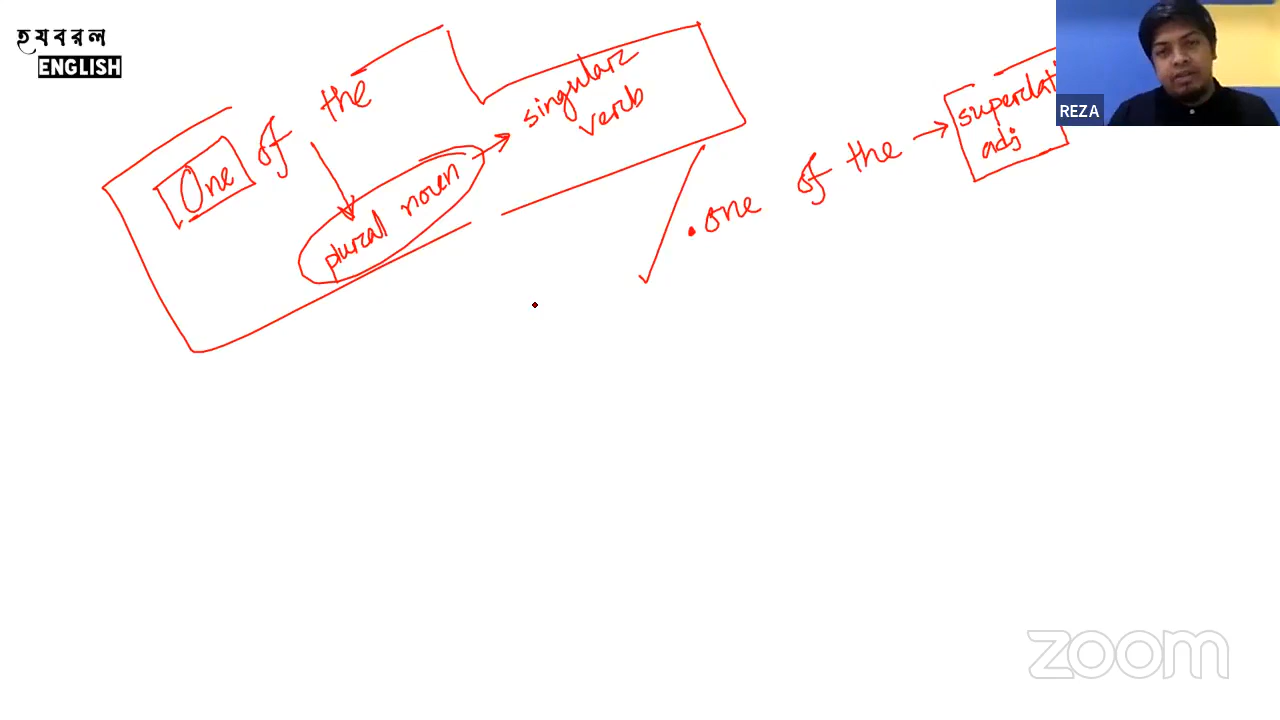 হযবরল
ENGLISH
One of the
plural noun → singular verb
• one of the → superlati
adj
REZA
zoom